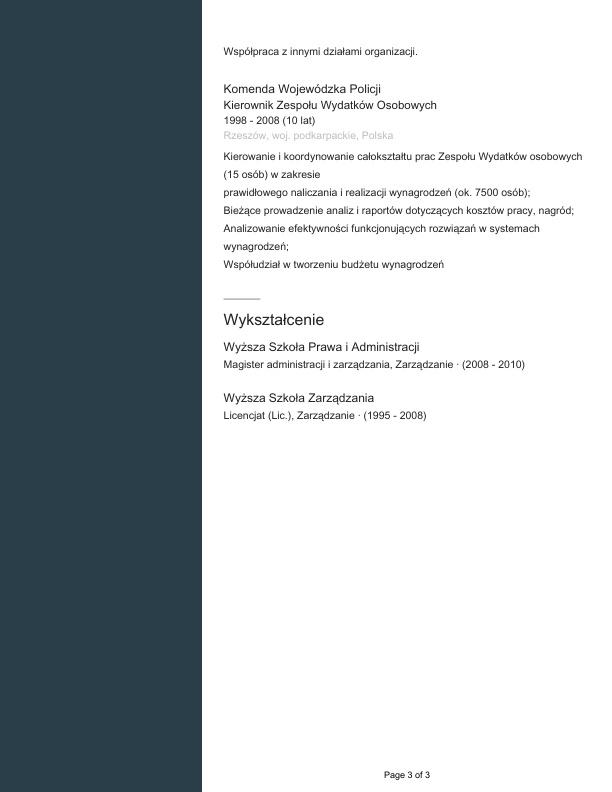 Współpraca z innymi działami organizacji.
Komenda Wojewódzka Policji
Kierownik Zespołu Wydatków Osobowych
1998 - 2008 (10 lat)
Rzeszów, woj. podkarpackie, Polska
Kierowanie i koordynowanie całokształtu prac Zespołu Wydatków osobowych
(15 osób) w zakresie
prawidłowego naliczania i realizacji wynagrodzeń (ok. 7500 osób);
Bieżące prowadzenie analiz i raportów dotyczących kosztów pracy, nagród;
Analizowanie efektywności funkcjonujących rozwiązań w systemach
wynagrodzeń;
Współudział w tworzeniu budżetu wynagrodzeń
Wykształcenie
Wyższa Szkoła Prawa i Administracji
Magister administracji i zarządzania, Zarządzanie · (2008 - 2010)
Wyższa Szkoła Zarządzania
Licencjat (Lic.), Zarządzanie · (1995 - 2008)
Page 3 of 3